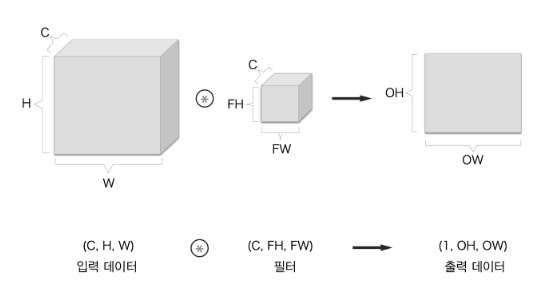 C
H
W
⊛
C
FH
FW
OH
OW
(C, H, W) ⊛ (C, FH, FW) (1, OH, OW)
입력 데이터 필터 출력 데이터